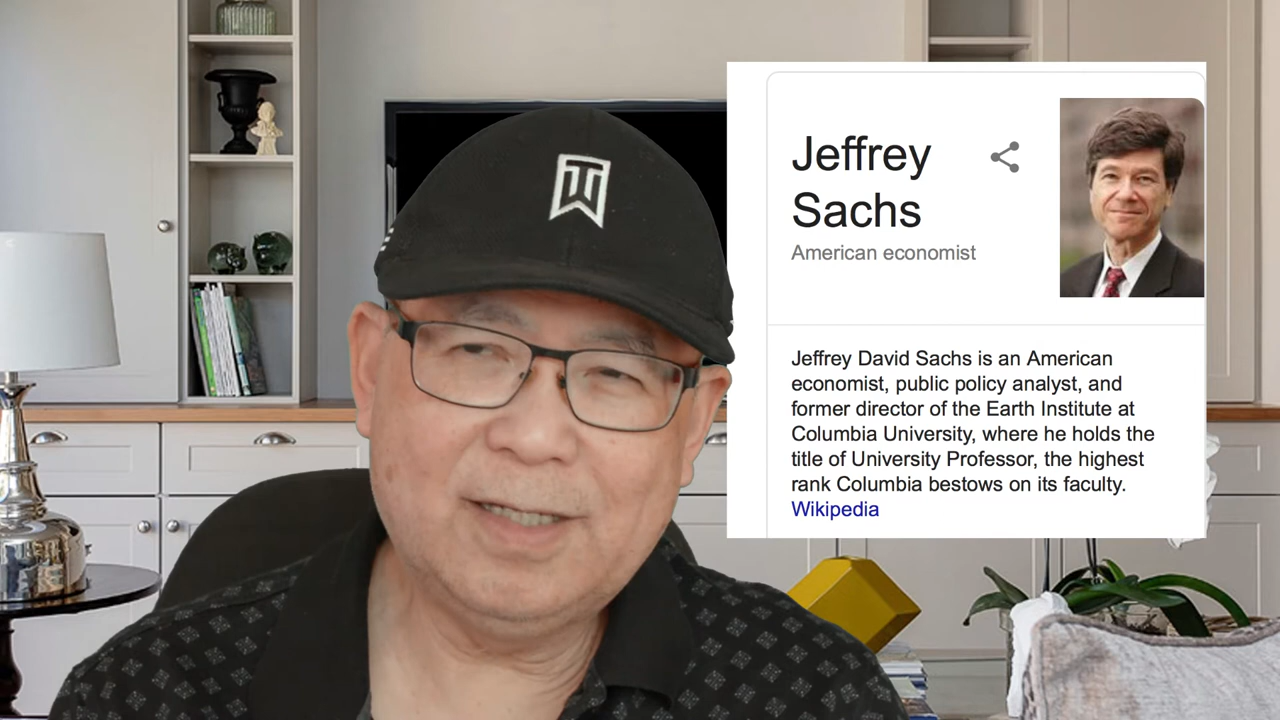 TW
Jeffrey
Sachs
American economist
Jeffrey David Sachs is an American
economist, public policy analyst, and
former director of the Earth Institute at
Columbia University, where he holds the
title of University Professor, the highest
rank Columbia bestows on its faculty.
Wikipedia